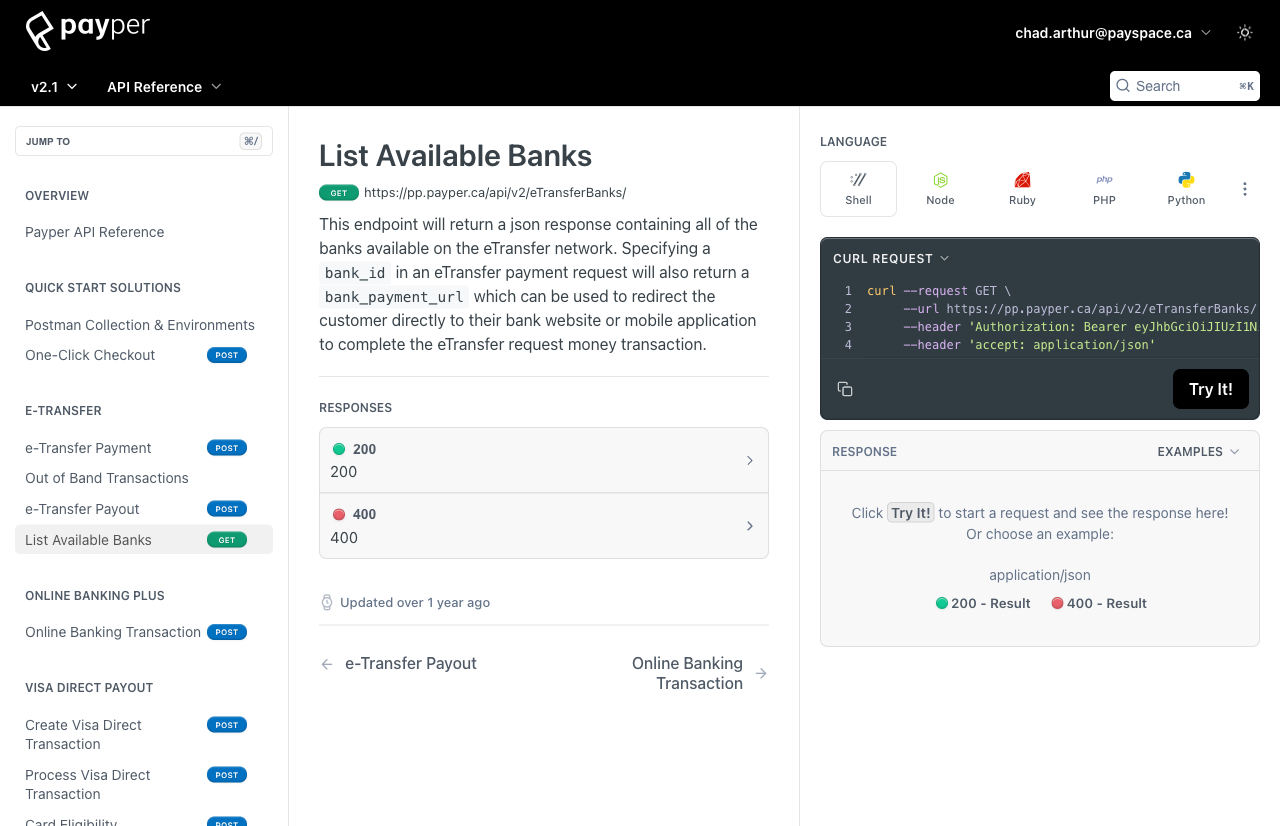 payper
chad.arthur@payspace.ca
v2.1
API Reference
Search
⌘K
JUMP TO
⌘/
OVERVIEW
Payper API Reference
QUICK START SOLUTIONS
Postman Collection & Environments
One-Click Checkout POST
E-TRANSFER
e-Transfer Payment POST
Out of Band Transactions
e-Transfer Payout POST
List Available Banks GET
ONLINE BANKING PLUS
Online Banking Transaction POST
VISA DIRECT PAYOUT
Create Visa Direct POST
Transaction
Process Visa Direct POST
Transaction
Card Eligibility POST
List Available Banks
GET https://pp.payper.ca/api/v2/eTransferBanks/
This endpoint will return a json response containing all of the
banks available on the eTransfer network. Specifying a
bank_id in an eTransfer payment request will also return a
bank_payment_url which can be used to redirect the
customer directly to their bank website or mobile application
to complete the eTransfer request money transaction.
RESPONSES
200
200
400
400
Updated over 1 year ago
← e-Transfer Payout
Online Banking →
Transaction
LANGUAGE
Shell
Node
Ruby
php
PHP
Python
CURL REQUEST
1 curl --request GET \
2 --url https://pp.payper.ca/api/v2/eTransferBanks/
3 --header 'Authorization: Bearer eyJhbGciOiJIUzI1N
4 --header 'accept: application/json'
Try It!
RESPONSE
EXAMPLES
Click Try It! to start a request and see the response here!
Or choose an example:
application/json
200 - Result 400 - Result